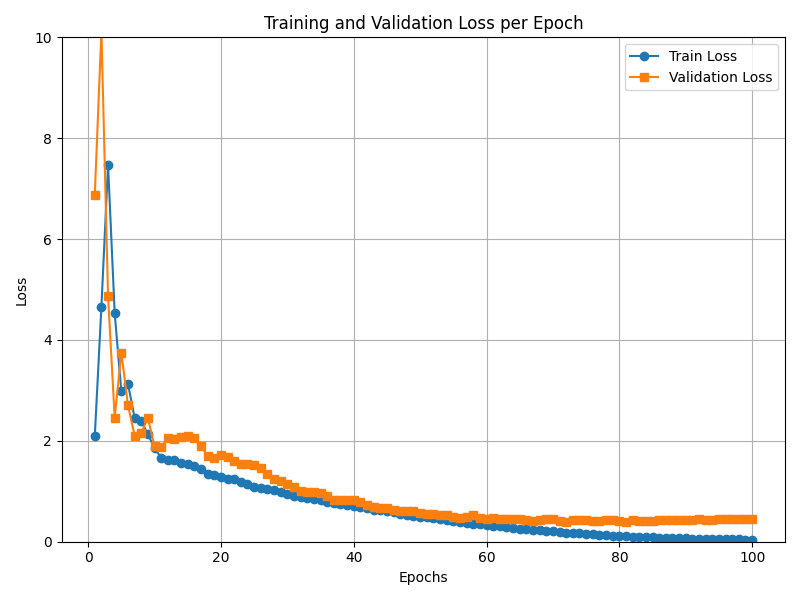 Training and Validation Loss per Epoch
Train Loss
Validation Loss
10
8
6
4
2
0
Loss
0 20 40 60 80 100
Epochs